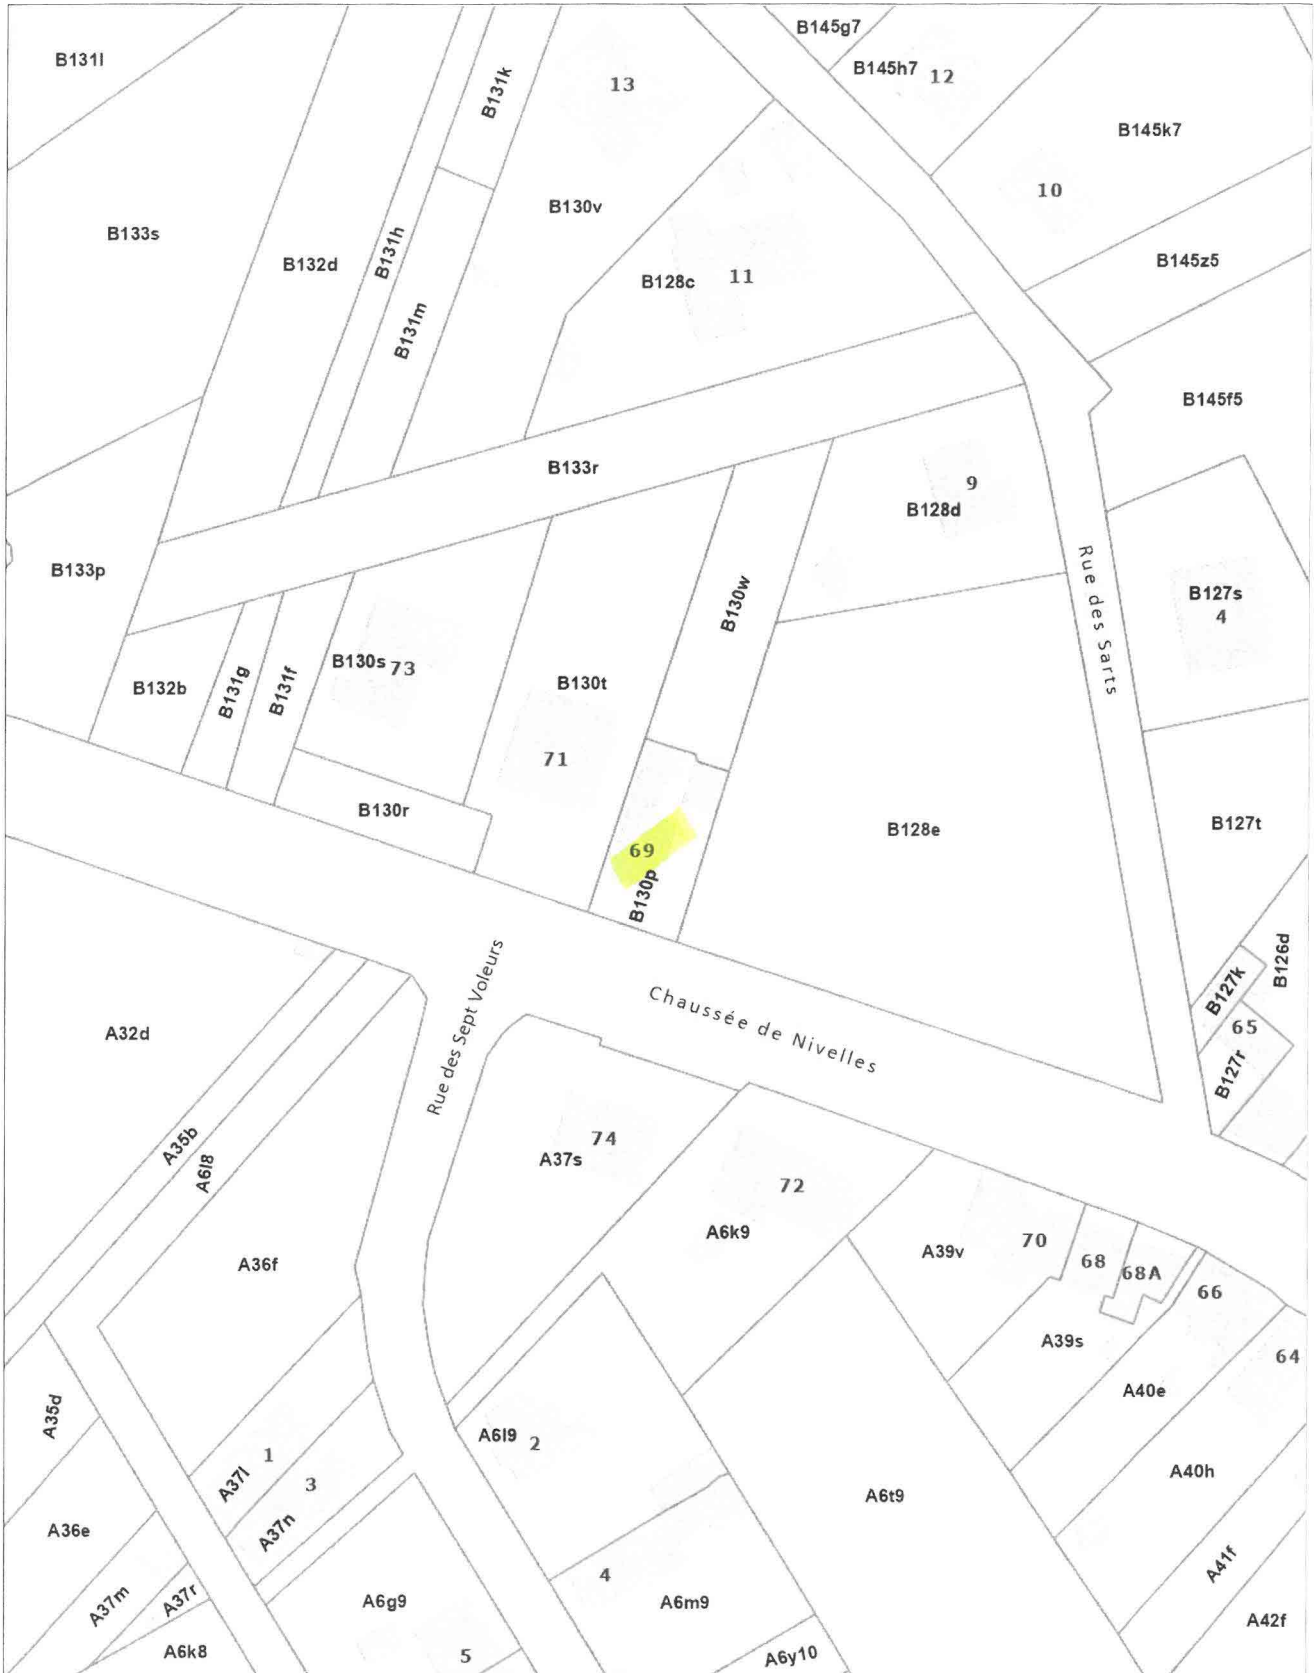 B145g7
B131l
B145h7 12
13
B131k
B145k7
10
B130v
B133s
B131h
B132d
B145z5
B128c 11
B131m
B145f5
B133r
9
B128d
B133p
Rue des Sarts
B127s
4
B130w
B130s 73
B130t
B132b
B131g
B131f
71
B130r
B127t
B128e
69
B130p
B126d
B127k
Rue des Sept Voleurs
Chaussée de Nivelles
65
A32d
B127r
A35b
74
A37s
A6l8
72
A6k9
70
A39v
A36f
68
68A
66
A39s
64
A40e
A35d
A6l9 2
1
A37l
3
A40h
A6t9
A36e
A37n
A41f
4
A37m
A37r
A6g9
A6m9
A42f
A6k8
5
A6y10